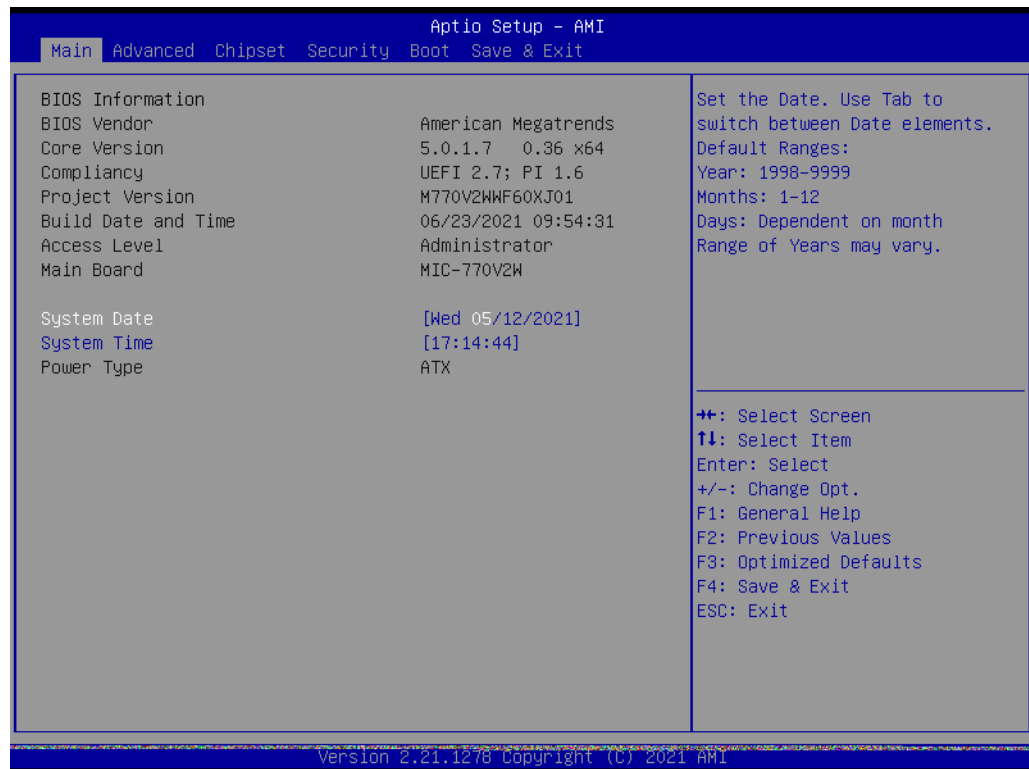 Aptio Setup – AMI
Main Advanced Chipset Security Boot Save & Exit
BIOS Information
BIOS Vendor American Megatrends
Core Version 5.0.1.7 0.36 x64
Compliancy UEFI 2.7; PI 1.6
Project Version M770V2WWF60XJ01
Build Date and Time 06/23/2021 09:54:31
Access Level Administrator
Main Board MIC-770V2W
System Date [Wed 05/12/2021]
System Time [17:14:44]
Power Type ATX
Set the Date. Use Tab to
switch between Date elements.
Default Ranges:
Year: 1998-9999
Months: 1-12
Days: Dependent on month
Range of Years may vary.
→←: Select Screen
↑↓: Select Item
Enter: Select
+/-: Change Opt.
F1: General Help
F2: Previous Values
F3: Optimized Defaults
F4: Save & Exit
ESC: Exit
Version 2.21.1278 Copyright (C) 2021 AMI